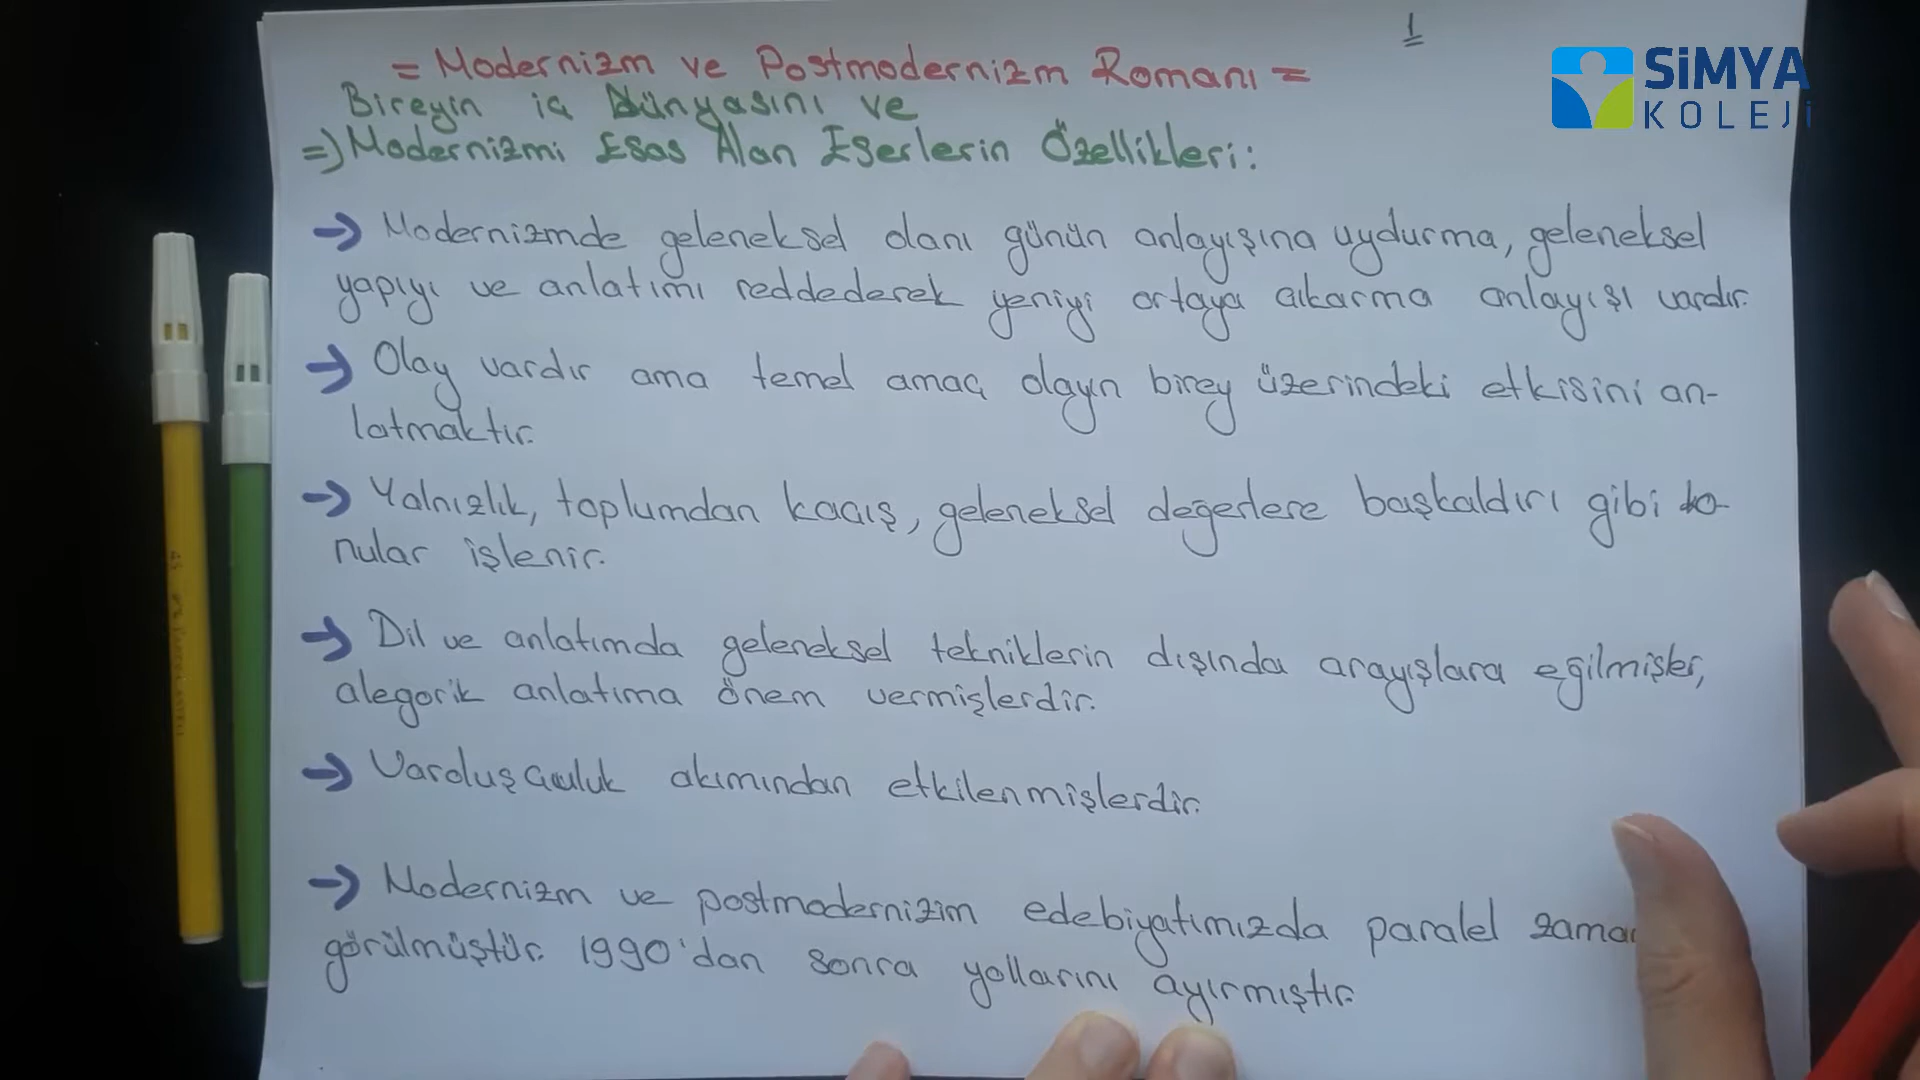 1
= Modernizm ve Postmodernizm Romanı =
SiMYA
KOLEJi
Bireyin iç Dünyasını ve
=> Modernizmi Esas Alan Eserlerin Özellikleri:
→ Modernizmde geleneksel olanı günün anlayışına uydurma, geleneksel
yapıyı ve anlatımı reddederek yeniyi ortaya çıkarma anlayışı vardır.
→ Olay vardır ama temel amaç olayın birey üzerindeki etkisini an-
latmaktır.
→ Yalnızlık, toplumdan kaçış, geleneksel değerlere başkaldırı gibi ko-
nular işlenir.
→ Dil ve anlatımda geleneksel tekniklerin dışında arayışlara eğilmişler,
alegorik anlatıma önem vermişlerdir.
→ Varoluşçuluk akımından etkilenmişlerdir.
→ Modernizm ve postmodernizim edebiyatımızda paralel
görülmüştür. 1990'dan sonra yollarını ayırmıştır.